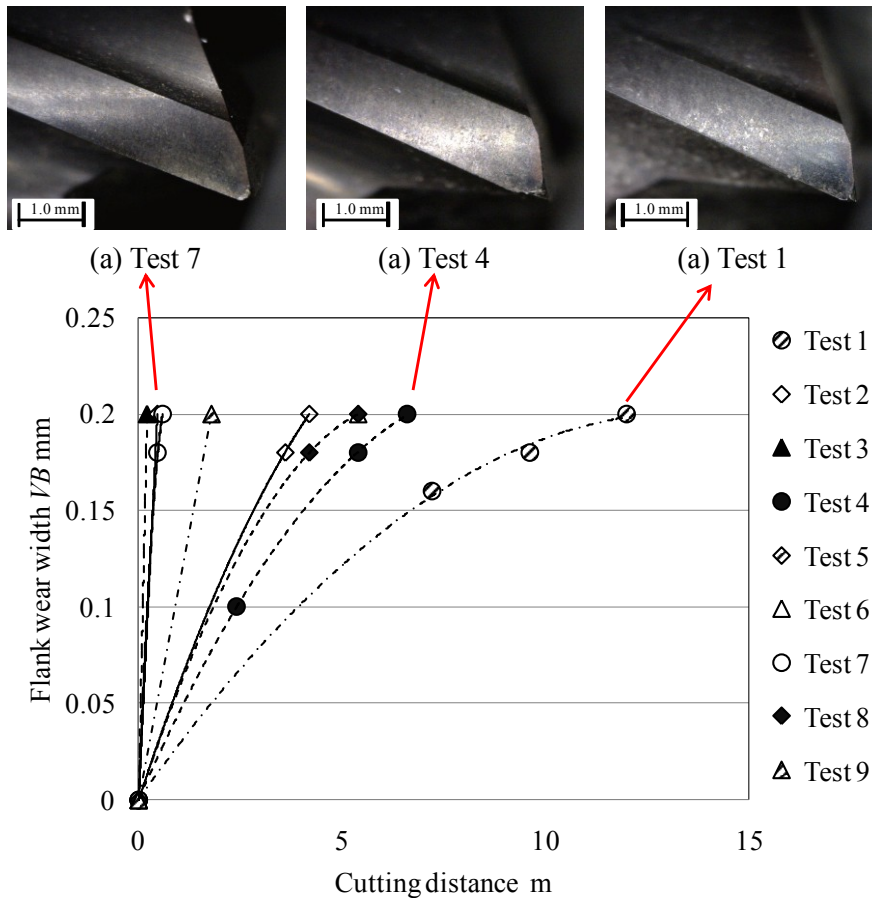 1.0 mm
1.0 mm
1.0 mm
(a) Test 7
(a) Test 4
(a) Test 1
0.25
0.2
0.15
0.1
0.05
0
Flank wear width VB mm
0
5
10
15
Cutting distance m
Test 1
Test 2
Test 3
Test 4
Test 5
Test 6
Test 7
Test 8
Test 9